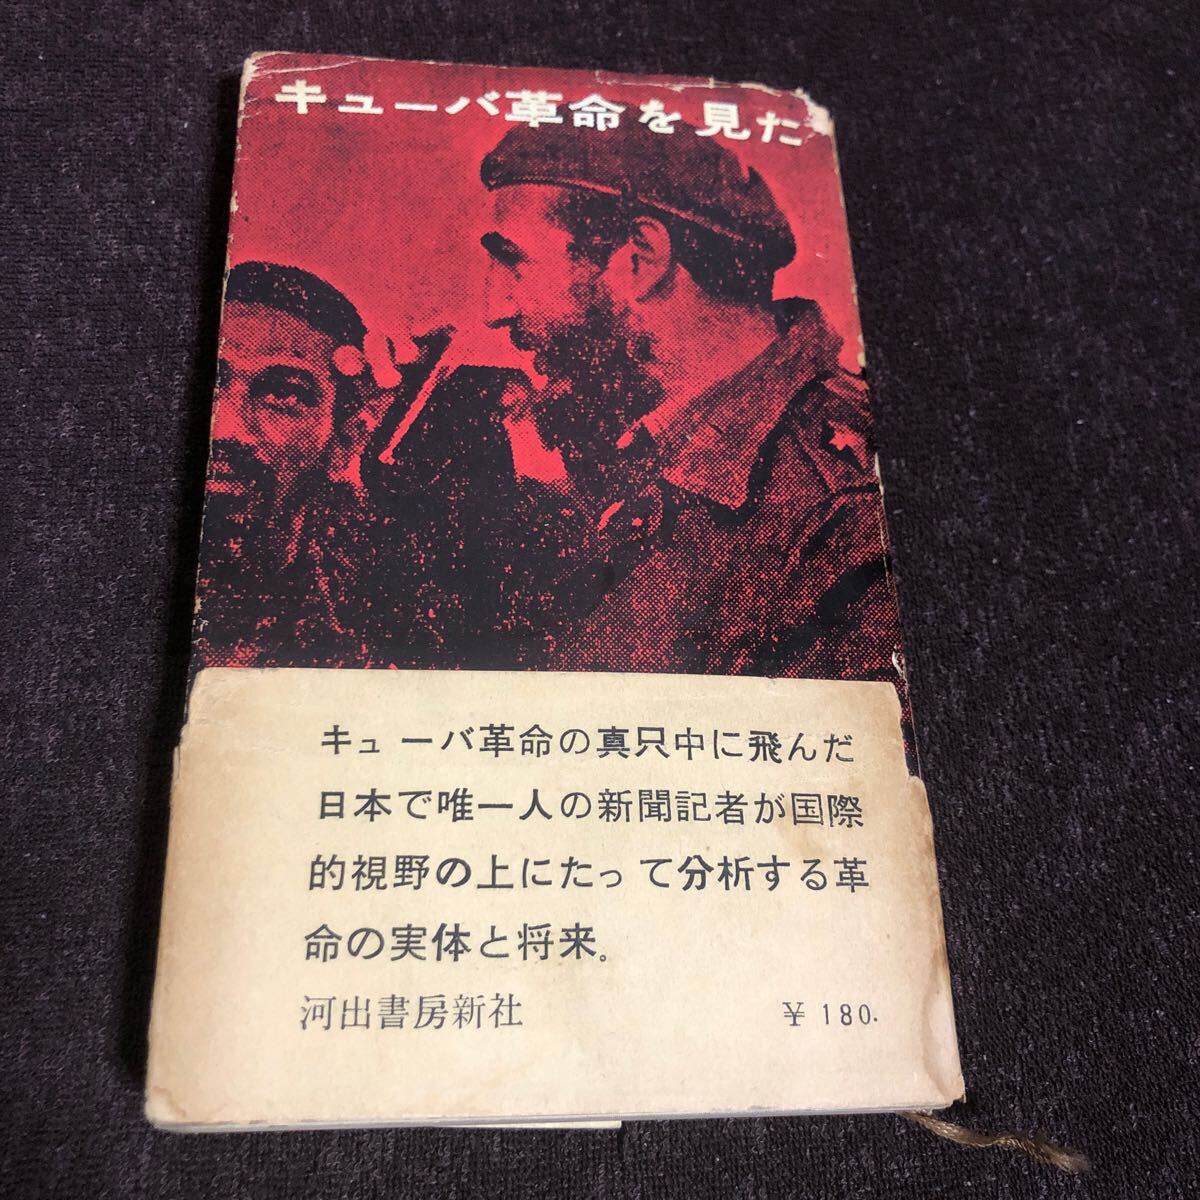 キューバ革命を見た
キューバ革命の真只中に飛んだ
日本で唯一人の新聞記者が国際
的視野の上にたって分析する革
命の実体と将来。
河出書房新社 ¥180.